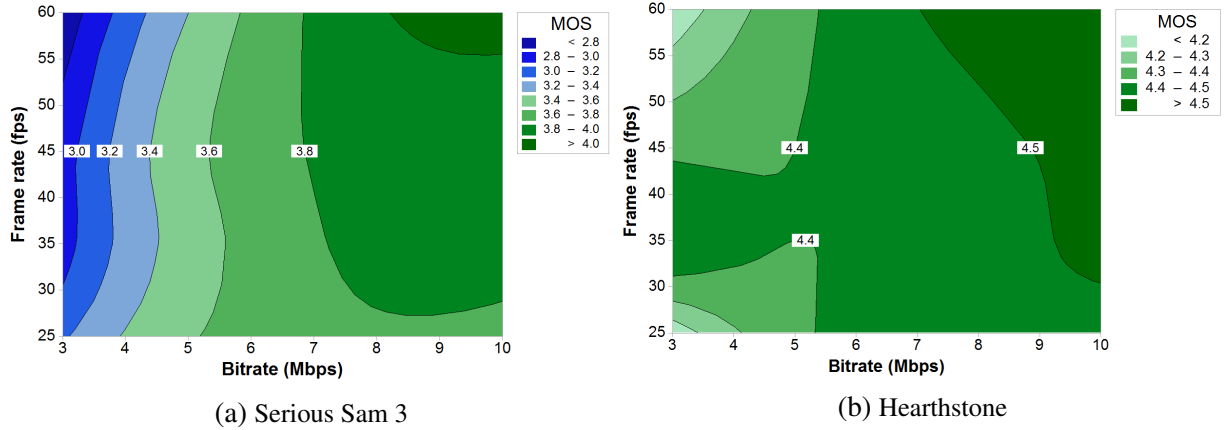 60
55
50
45
40
35
30
25
3
4
5
6
7
8
9
10
Frame rate (fps)
Bitrate (Mbps)
3.0
3.2
3.4
3.6
3.8
MOS
< 2.8
2.8 – 3.0
3.0 – 3.2
3.2 – 3.4
3.4 – 3.6
3.6 – 3.8
3.8 – 4.0
> 4.0
(a) Serious Sam 3
60
55
50
45
40
35
30
25
3
4
5
6
7
8
9
10
Frame rate (fps)
Bitrate (Mbps)
4.4
4.5
4.4
MOS
< 4.2
4.2 – 4.3
4.3 – 4.4
4.4 – 4.5
> 4.5
(b) Hearthstone